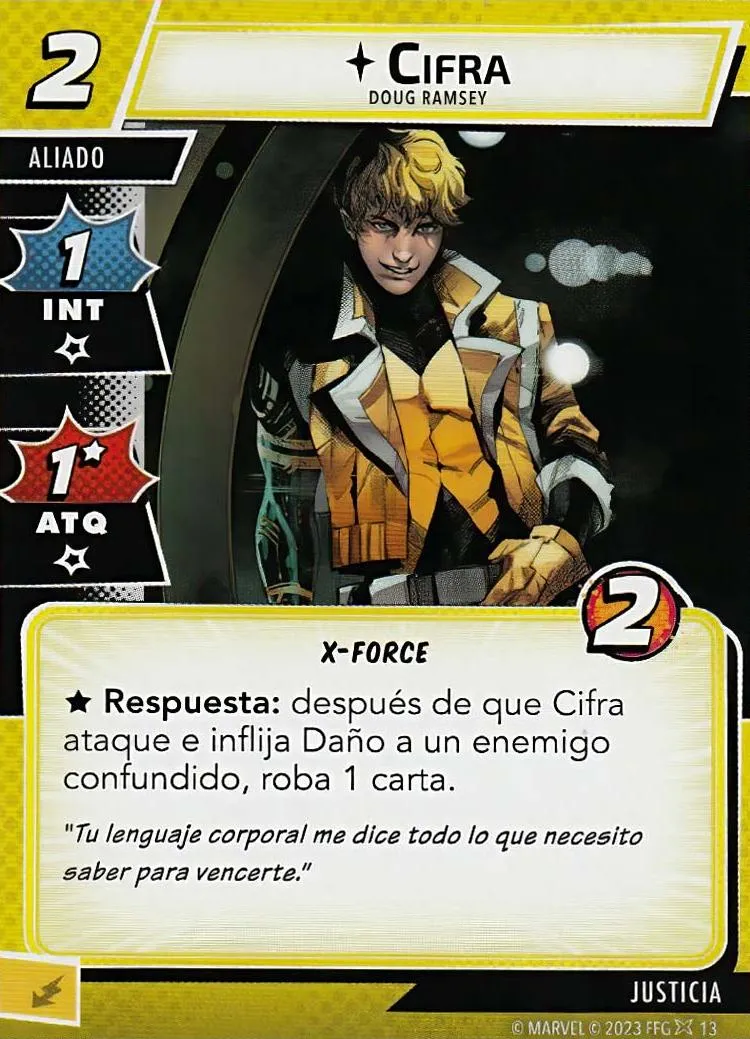 2
CIFRA
DOUG RAMSEY
ALIADO
1
INT
1
ATQ
2
X-FORCE
★ Respuesta: después de que Cifra
ataque e inflija Daño a un enemigo
confundido, roba 1 carta.
"Tu lenguaje corporal me dice todo lo que necesito
saber para vencerte."
JUSTICIA
© MARVEL © 2023 FFG 13